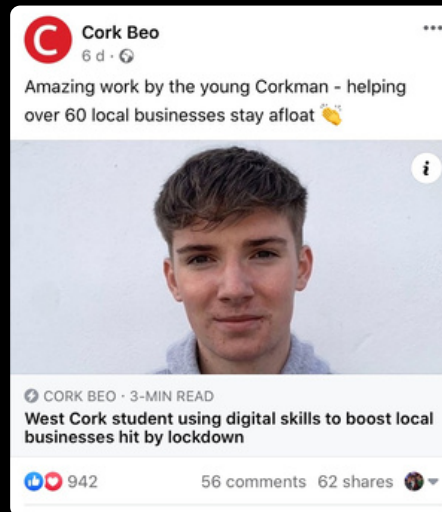 C
Cork Beo
6 d ·
Amazing work by the young Corkman - helping
over 60 local businesses stay afloat 👏
i
CORK BEO · 3-MIN READ
West Cork student using digital skills to boost local
businesses hit by lockdown
942
56 comments 62 shares